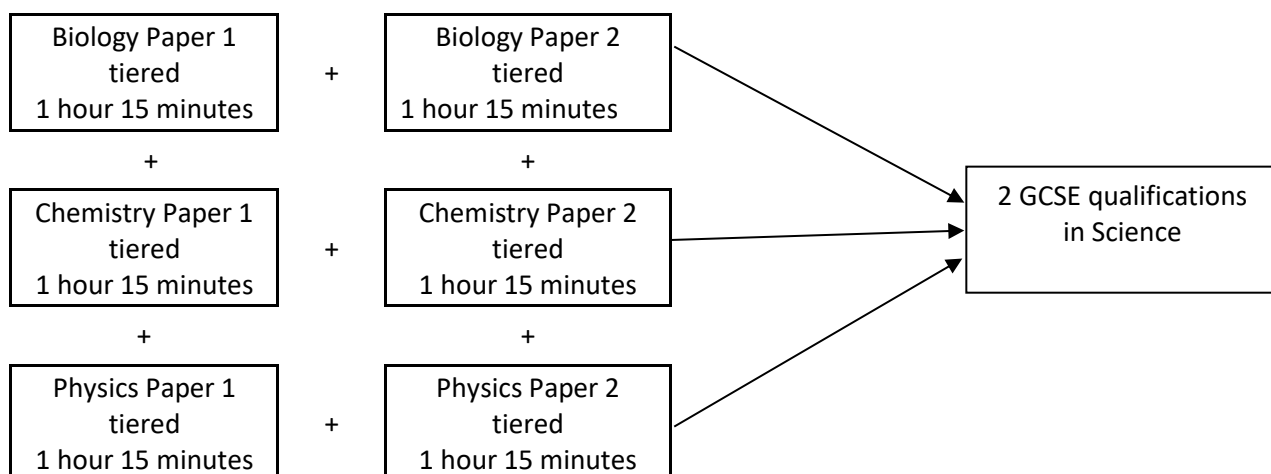 Biology Paper 1
tiered
1 hour 15 minutes
+
Biology Paper 2
tiered
1 hour 15 minutes
+
+
Chemistry Paper 1
tiered
1 hour 15 minutes
+
Chemistry Paper 2
tiered
1 hour 15 minutes
2 GCSE qualifications
in Science
+
+
Physics Paper 1
tiered
1 hour 15 minutes
+
Physics Paper 2
tiered
1 hour 15 minutes